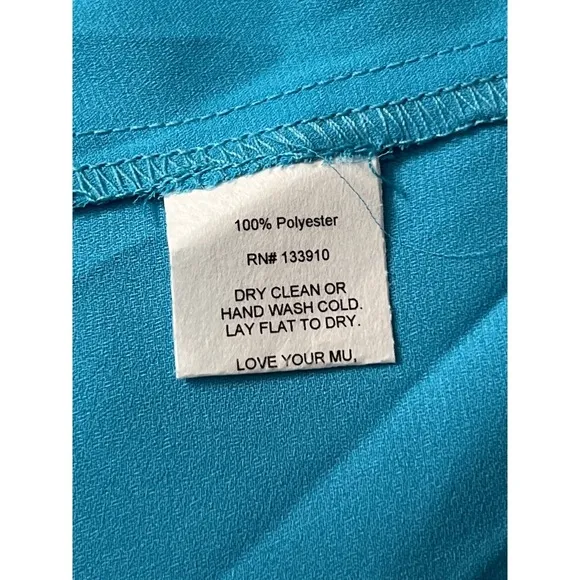 100% Polyester
RN# 133910
DRY CLEAN OR
HAND WASH COLD.
LAY FLAT TO DRY.
LOVE YOUR MU,